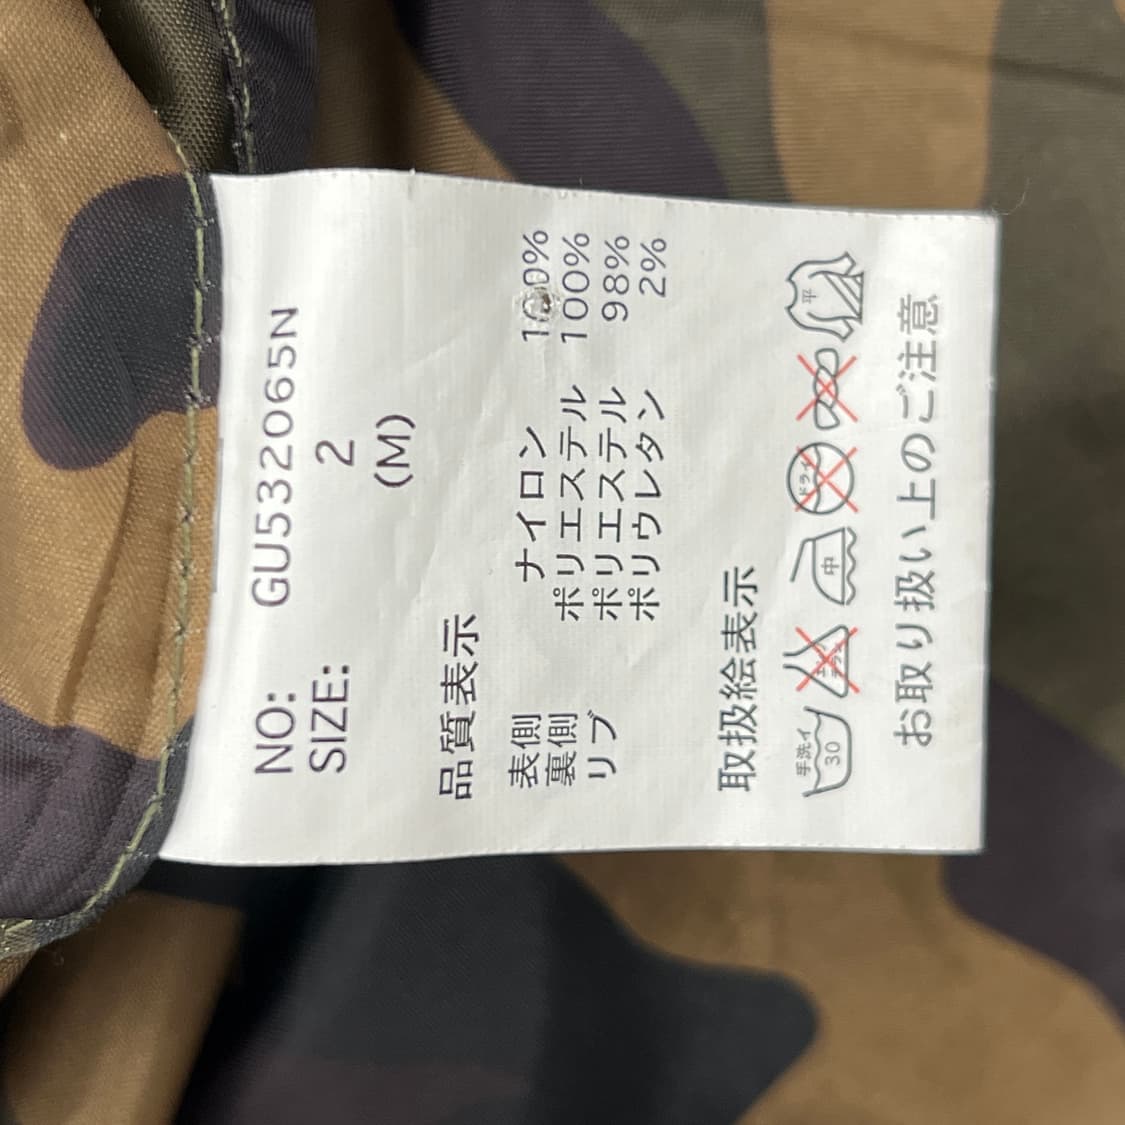 NO: GU532065N
SIZE: 2
(M)
品質表示
表側 ナイロン 100%
裏側 ポリエステル 100%
リブ ポリエステル 98%
ポリウレタン 2%
取扱絵表示
手洗イ 30 エンソ 中 ドライ 平
お取り扱い上のご注意